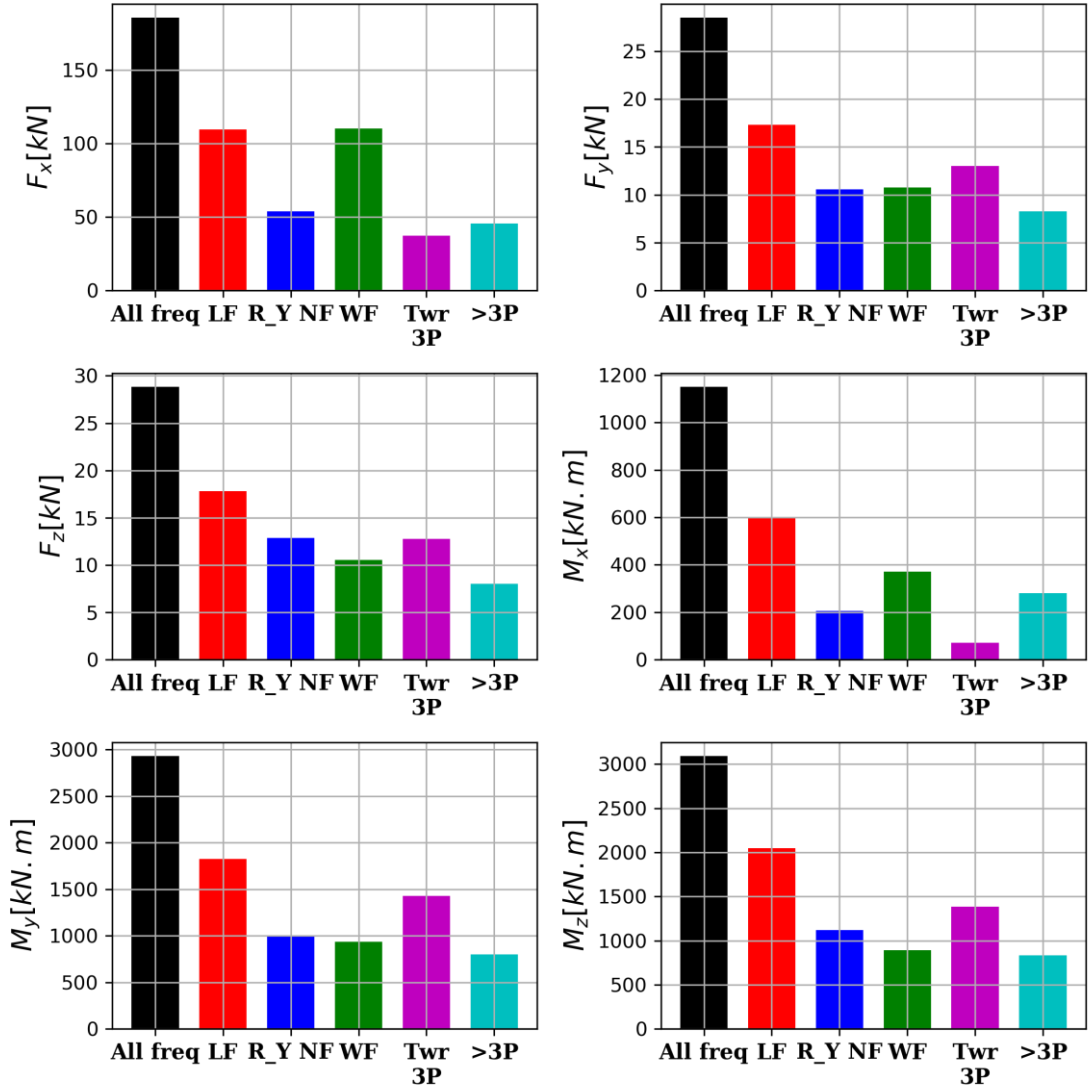 F_x[kN]
150
100
50
0
All freq LF R_Y NF WF Twr >3P
3P
F_y[kN]
25
20
15
10
5
0
All freq LF R_Y NF WF Twr >3P
3P
F_z[kN]
30
25
20
15
10
5
0
All freq LF R_Y NF WF Twr >3P
3P
M_x[kN.m]
1200
1000
800
600
400
200
0
All freq LF R_Y NF WF Twr >3P
3P
M_y[kN.m]
3000
2500
2000
1500
1000
500
0
All freq LF R_Y NF WF Twr >3P
3P
M_z[kN.m]
3000
2500
2000
1500
1000
500
0
All freq LF R_Y NF WF Twr >3P
3P